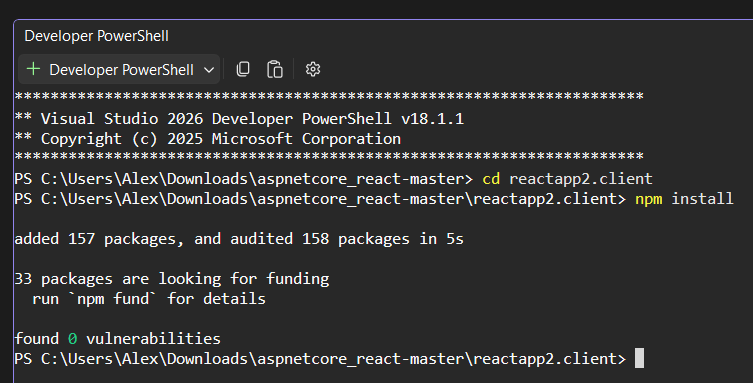 Developer PowerShell
+ Developer PowerShell
**********************************************************************
** Visual Studio 2026 Developer PowerShell v18.1.1
** Copyright (c) 2025 Microsoft Corporation
**********************************************************************
PS C:\Users\Alex\Downloads\aspnetcore_react-master> cd reactapp2.client
PS C:\Users\Alex\Downloads\aspnetcore_react-master\reactapp2.client> npm install
added 157 packages, and audited 158 packages in 5s
33 packages are looking for funding
  run `npm fund` for details
found 0 vulnerabilities
PS C:\Users\Alex\Downloads\aspnetcore_react-master\reactapp2.client>